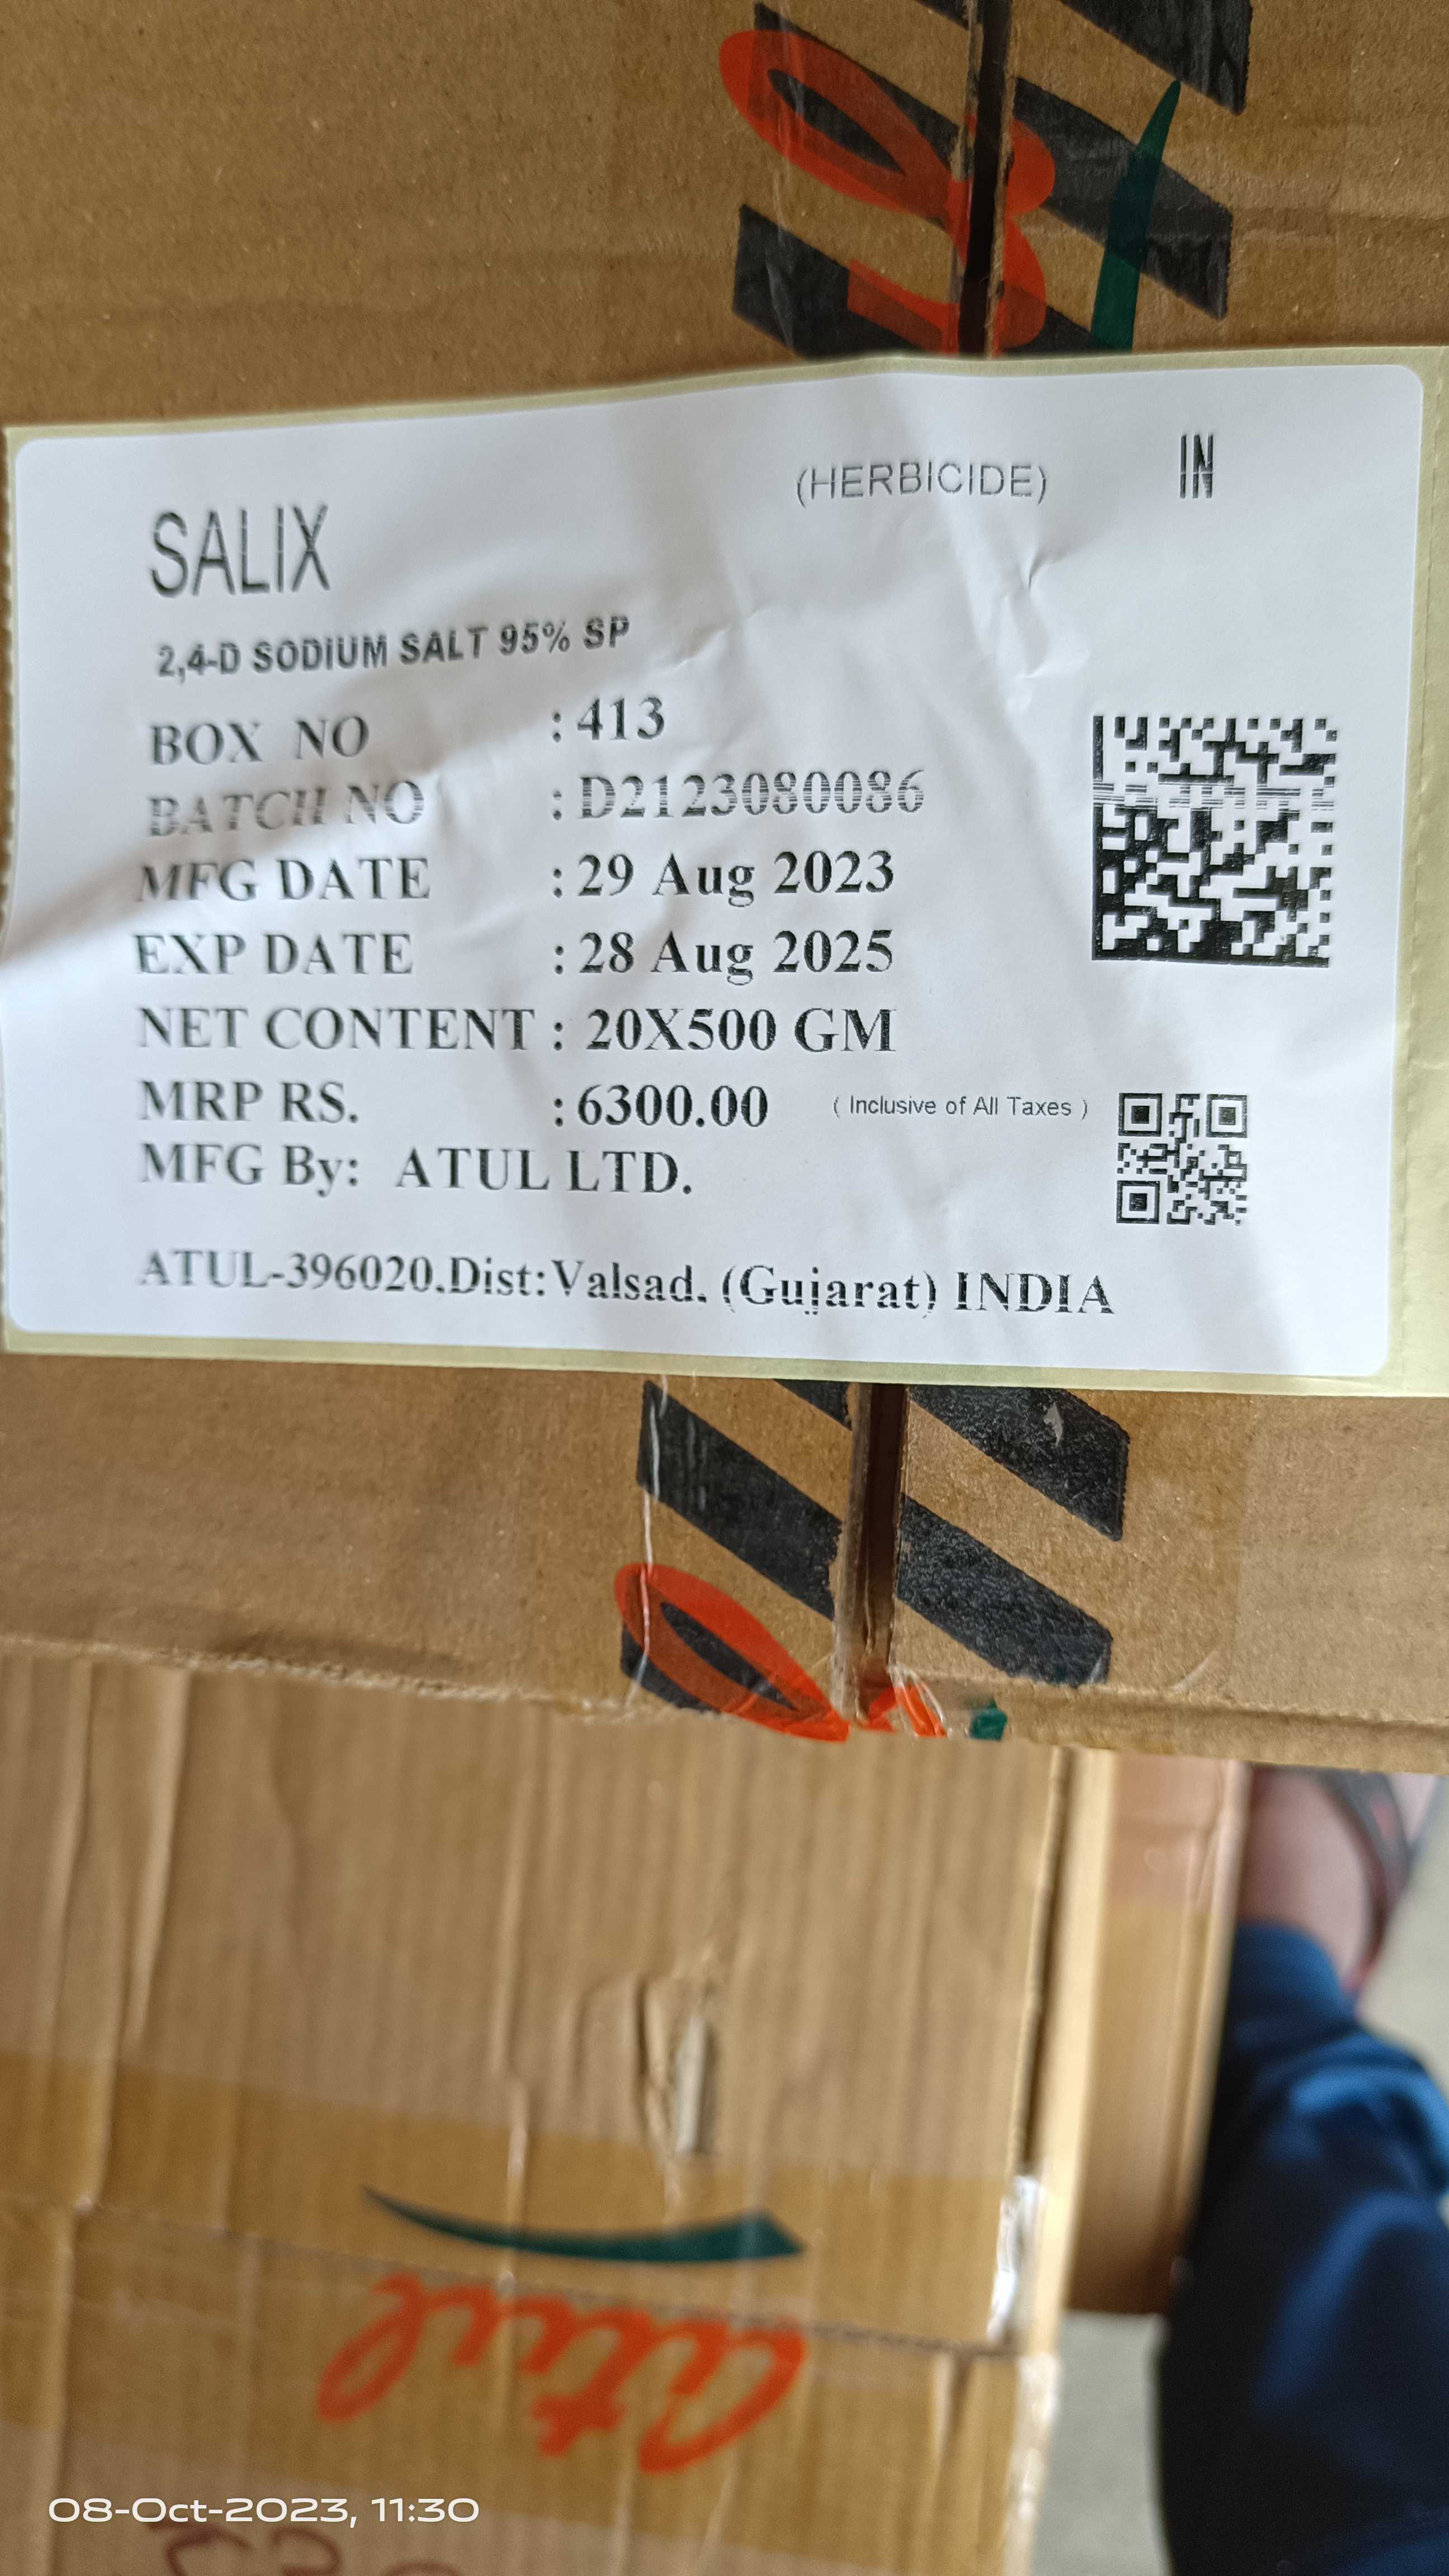 (HERBICIDE) IN
SALIX
2,4-D SODIUM SALT 95% SP
BOX NO : 413
BATCH NO : D2123080086
MFG DATE : 29 Aug 2023
EXP DATE : 28 Aug 2025
NET CONTENT : 20X500 GM
MRP RS. : 6300.00 ( Inclusive of All Taxes )
MFG By: ATUL LTD.
ATUL-396020.Dist:Valsad. (Gujarat) INDIA
atul
08-Oct-2023, 11:30